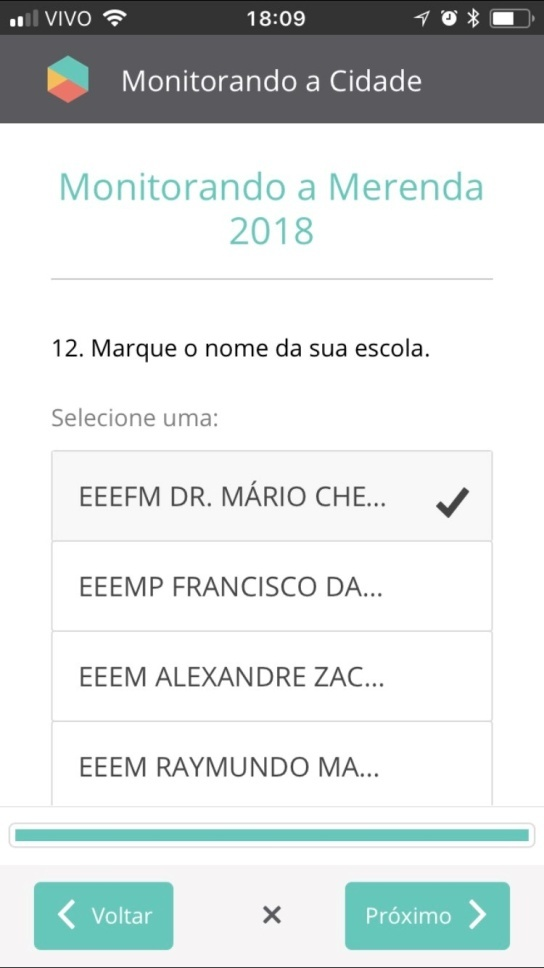 VIVO 18:09
Monitorando a Cidade
Monitorando a Merenda
2018
12. Marque o nome da sua escola.
Selecione uma:
EEEFM DR. MÁRIO CHE...
EEEMP FRANCISCO DA...
EEEM ALEXANDRE ZAC...
EEEM RAYMUNDO MA...
Voltar
Próximo